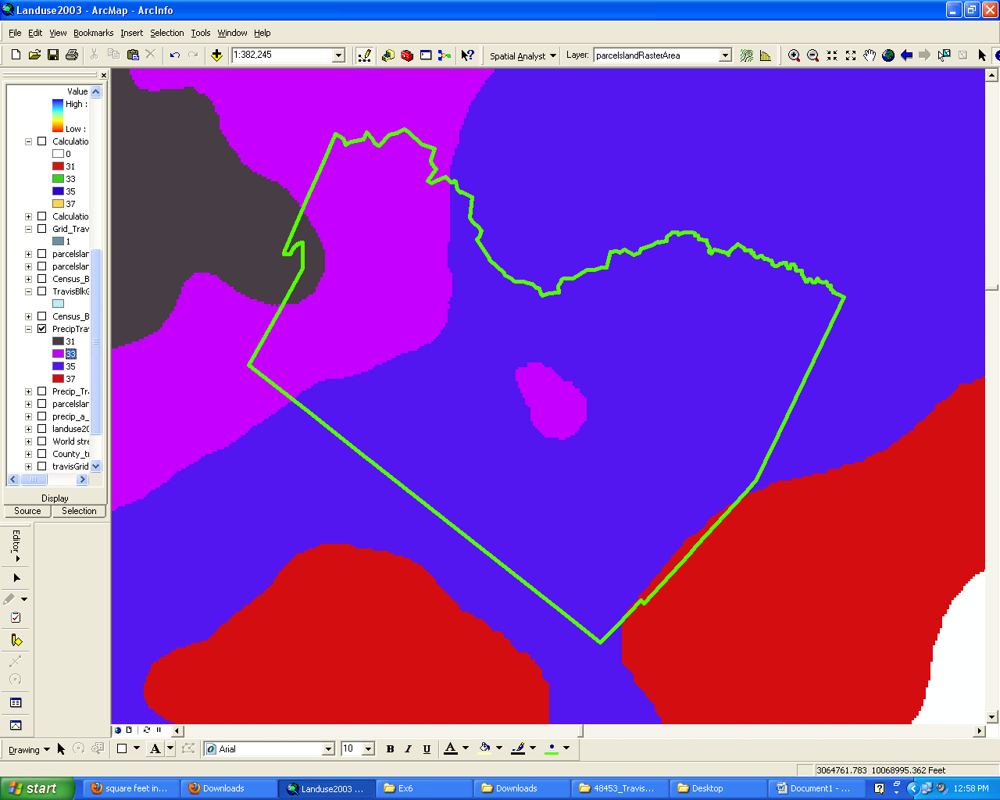 Landuse2003 - ArcMap - ArcInfo
File Edit View Bookmarks Insert Selection Tools Window Help
1:382,245 Spatial Analyst Layer: parcelslandRasterArea
Value
High :
Low :
Calculatio
0
31
33
35
37
Calculatio
Grid_Trav
1
parcelslar
parcelslar
Census_B
TravisBlkG
Census_B
PrecipTrav
31
33
35
37
Precip_Tra
parcelslar
precip_a_
landuse20
World stre
County_tr
travisGrid
Display
Source Selection
Editor
Drawing A Arial 10 B I U A
3064761.783 10068995.362 Feet
start square feet in... Downloads Landuse2003 ... Ex6 Downloads 48453_Travis... Desktop Document1 - ... 12:58 PM